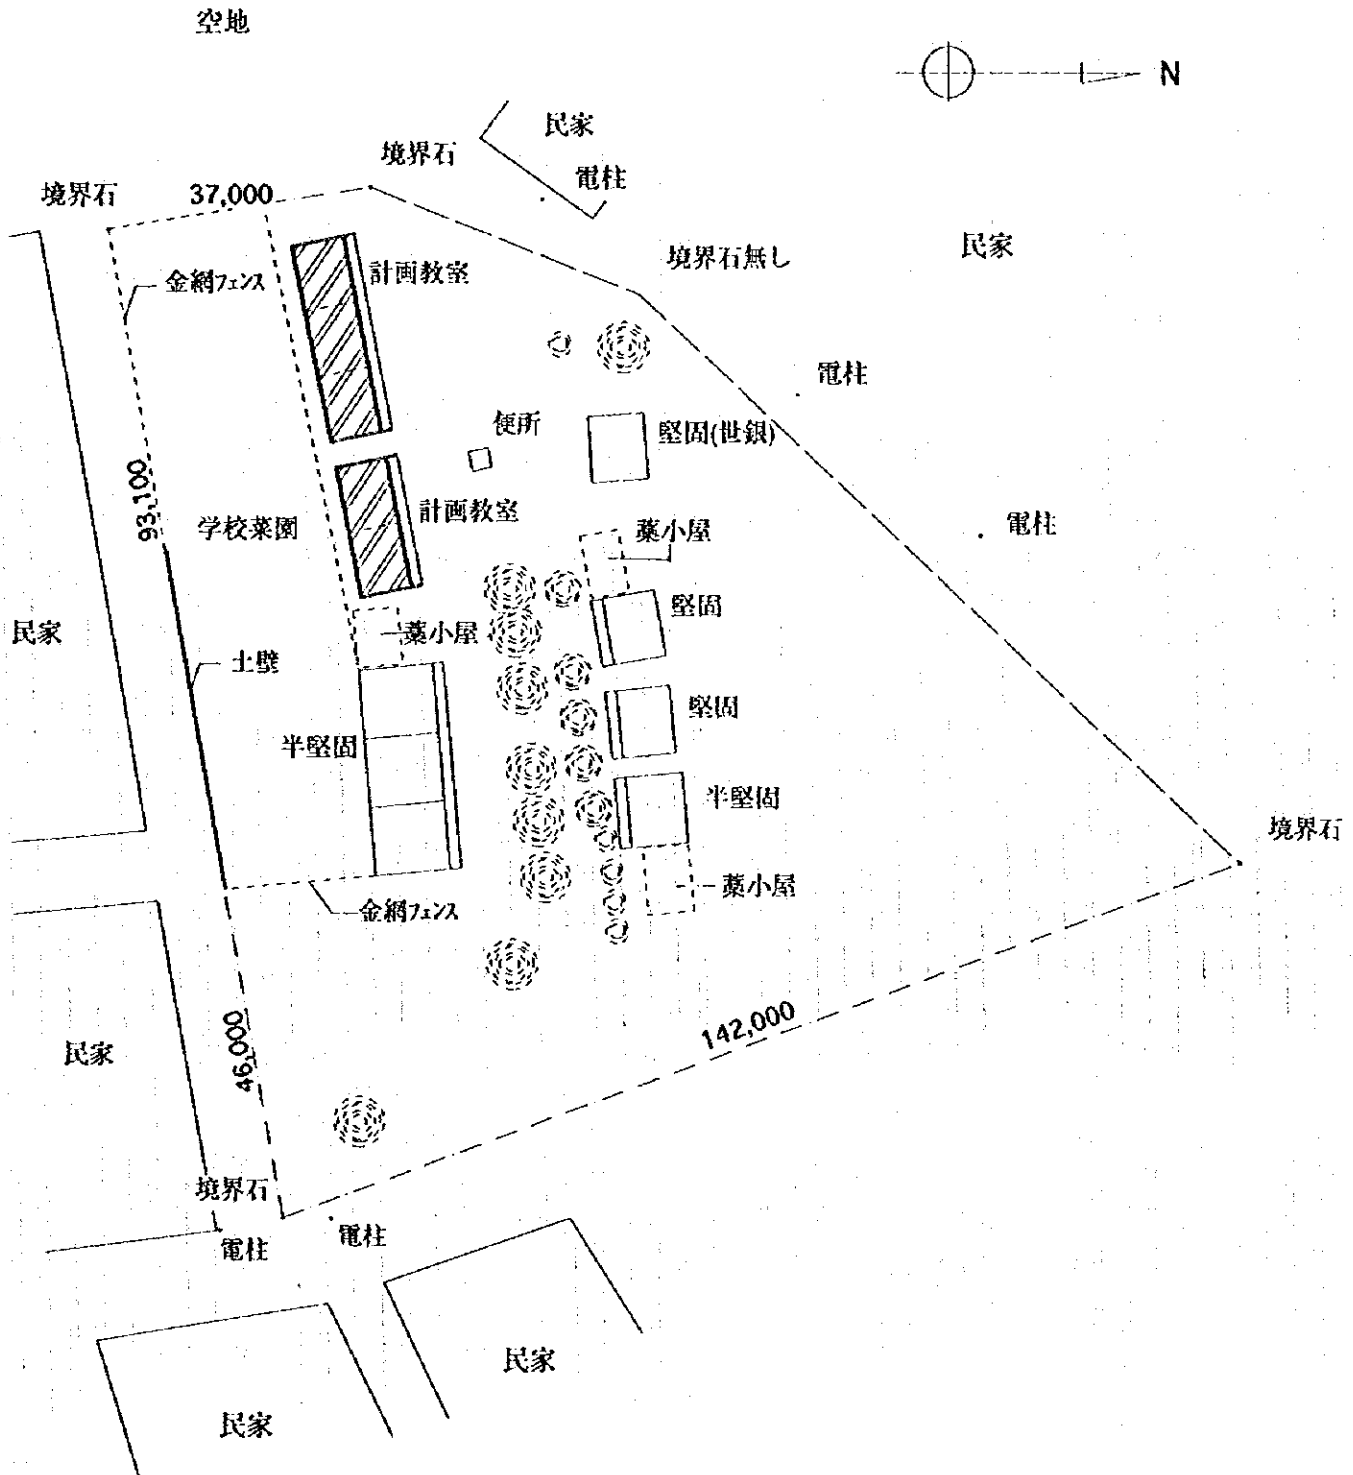 空地
N
民家
境界石
電柱
境界石
37,000
民家
境界石無し
計画教室
金網フェンス
電柱
便所
堅固(世銀)
93,100
計画教室
学校菜園
藁小屋
電柱
堅固
民家
藁小屋
土壁
堅固
半堅固
半堅固
境界石
藁小屋
金網フェンス
142,000
46,000
民家
境界石
電柱
電柱
民家
民家